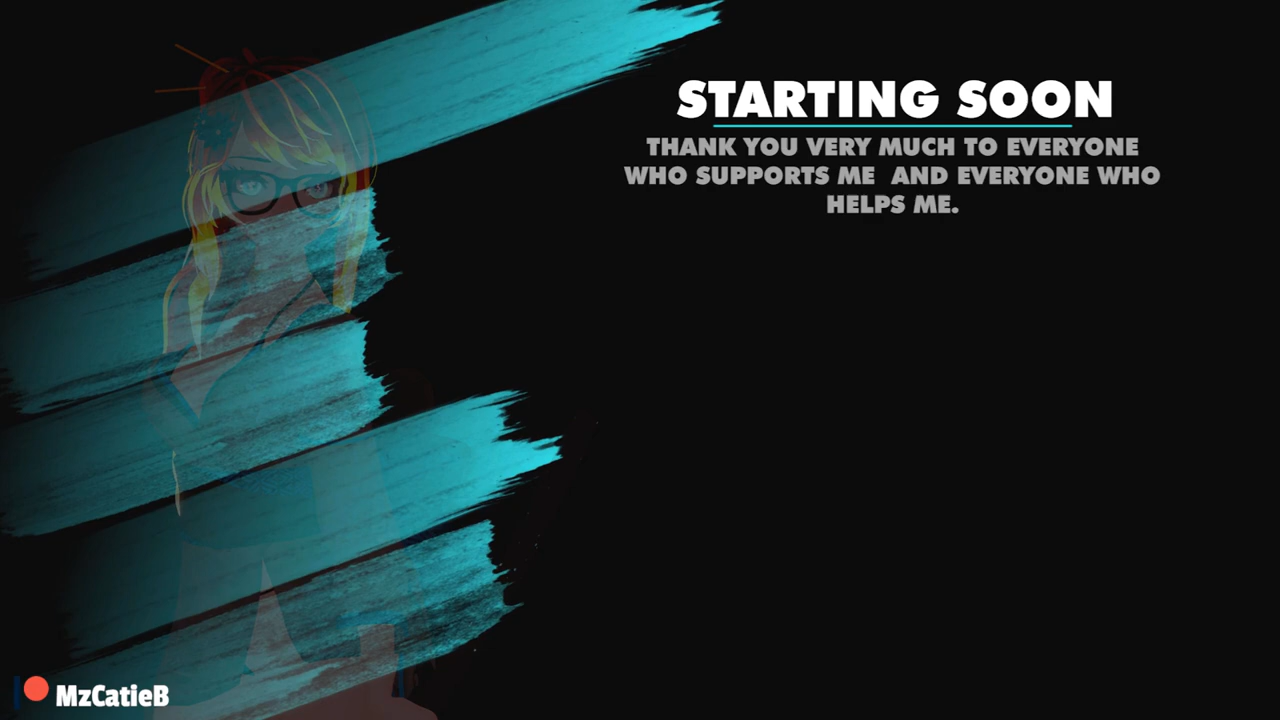 STARTING SOON
THANK YOU VERY MUCH TO EVERYONE
WHO SUPPORTS ME AND EVERYONE WHO
HELPS ME.
MzCatieB